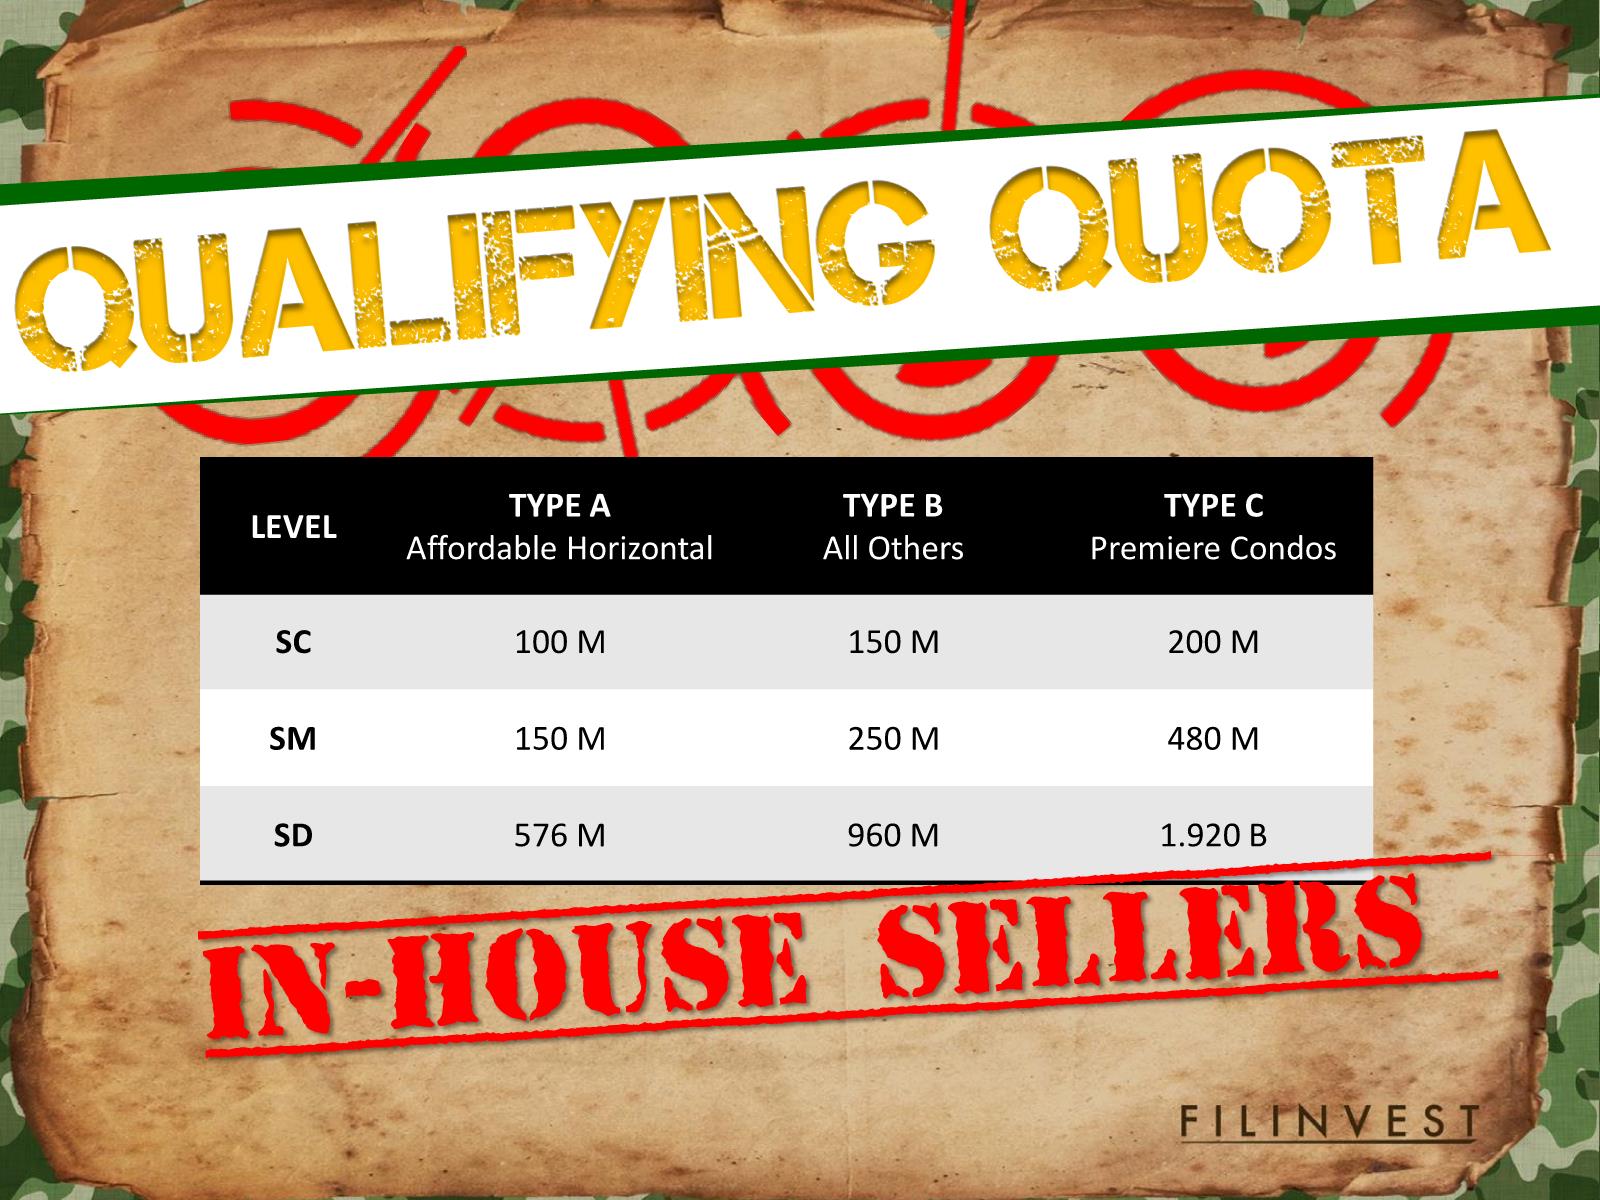 QUALIFYING QUOTA
LEVEL
TYPE A
Affordable Horizontal
TYPE B
All Others
TYPE C
Premiere Condos
SC 100 M 150 M 200 M
SM 150 M 250 M 480 M
SD 576 M 960 M 1.920 B
IN-HOUSE SELLERS
FILINVEST